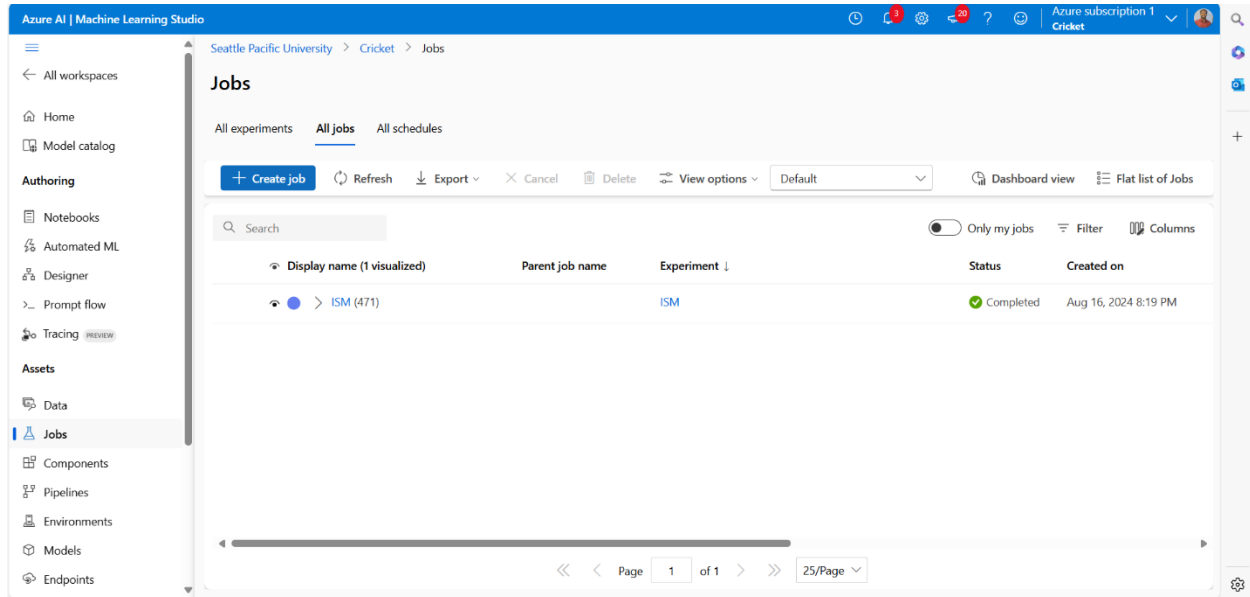 Azure AI | Machine Learning Studio
3
20
?
Azure subscription 1
Cricket
All workspaces
Home
Model catalog
Authoring
Notebooks
Automated ML
Designer
Prompt flow
Tracing PREVIEW
Assets
Data
Jobs
Components
Pipelines
Environments
Models
Endpoints
Seattle Pacific University > Cricket > Jobs
Jobs
All experiments All jobs All schedules
+ Create job Refresh Export Cancel Delete View options Default Dashboard view Flat list of Jobs
Search Only my jobs Filter Columns
Display name (1 visualized) Parent job name Experiment ↓ Status Created on
> ISM (471) ISM Completed Aug 16, 2024 8:19 PM
Page 1 of 1 25/Page